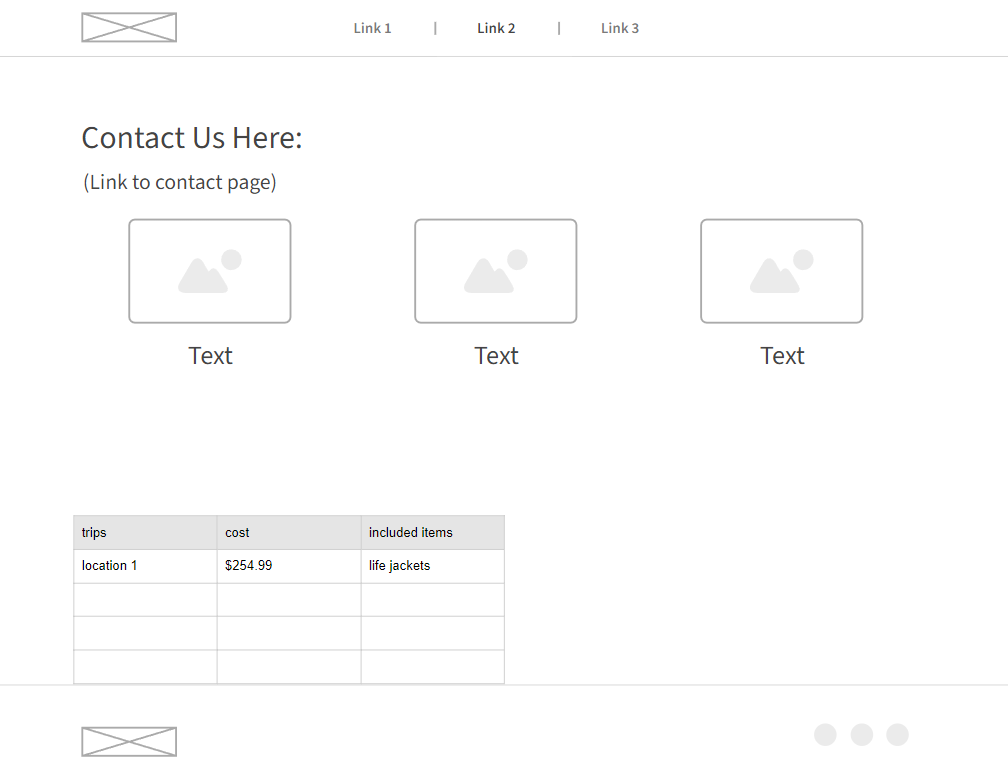 Link 1 | Link 2 | Link 3
Contact Us Here:
(Link to contact page)
Text Text Text
trips cost included items
location 1 $254.99 life jackets